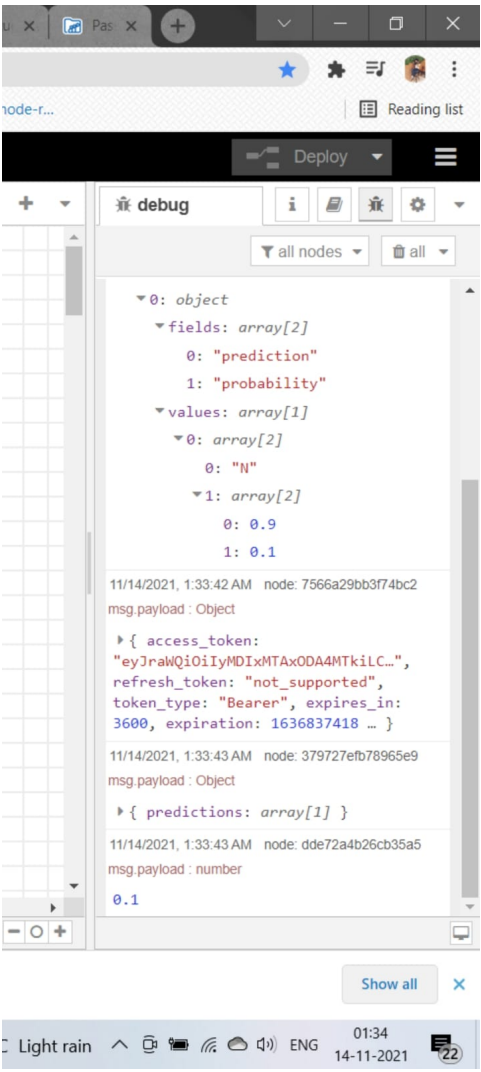 Pas
node-r...
Reading list
Deploy
debug
i
all nodes
all
0: object
fields: array[2]
0: "prediction"
1: "probability"
values: array[1]
0: array[2]
0: "N"
1: array[2]
0: 0.9
1: 0.1
11/14/2021, 1:33:42 AM node: 7566a29bb3f74bc2
msg.payload : Object
{ access_token:
"eyJraWQiOiIyMDIxMTAxODA4MTkiLC…",
refresh_token: "not_supported",
token_type: "Bearer", expires_in:
3600, expiration: 1636837418 … }
11/14/2021, 1:33:43 AM node: 379727efb78965e9
msg.payload : Object
{ predictions: array[1] }
11/14/2021, 1:33:43 AM node: dde72a4b26cb35a5
msg.payload : number
0.1
Show all
C Light rain
ENG
01:34
14-11-2021
22